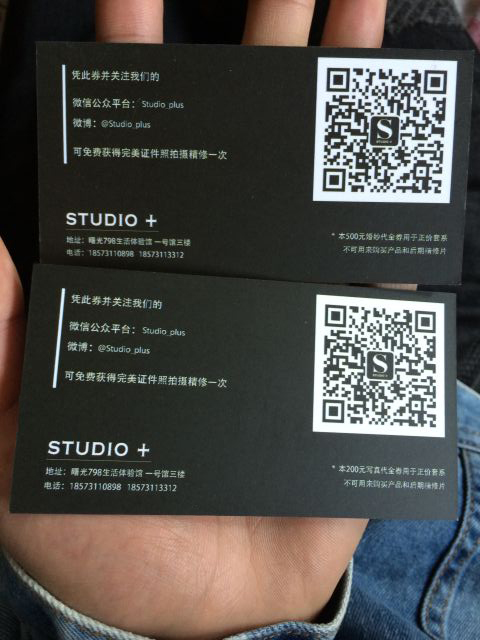 凭此券并关注我们的
微信公众平台: Studio_plus
微博: @Studio_plus
可免费获得完美证件照拍摄精修一次
S
STUDIO +
STUDIO +
地址: 曙光798生活体验馆 一号馆三楼
电话: 18573110898 18573113312
* 本500元婚纱代金券用于正价套系
不可用来购买产品和后期精修片
凭此券并关注我们的
微信公众平台: Studio_plus
微博: @Studio_plus
可免费获得完美证件照拍摄精修一次
S
STUDIO +
STUDIO +
地址: 曙光798生活体验馆 一号馆三楼
电话: 18573110898 18573113312
* 本200元写真代金券用于正价套系
不可用来购买产品和后期精修片